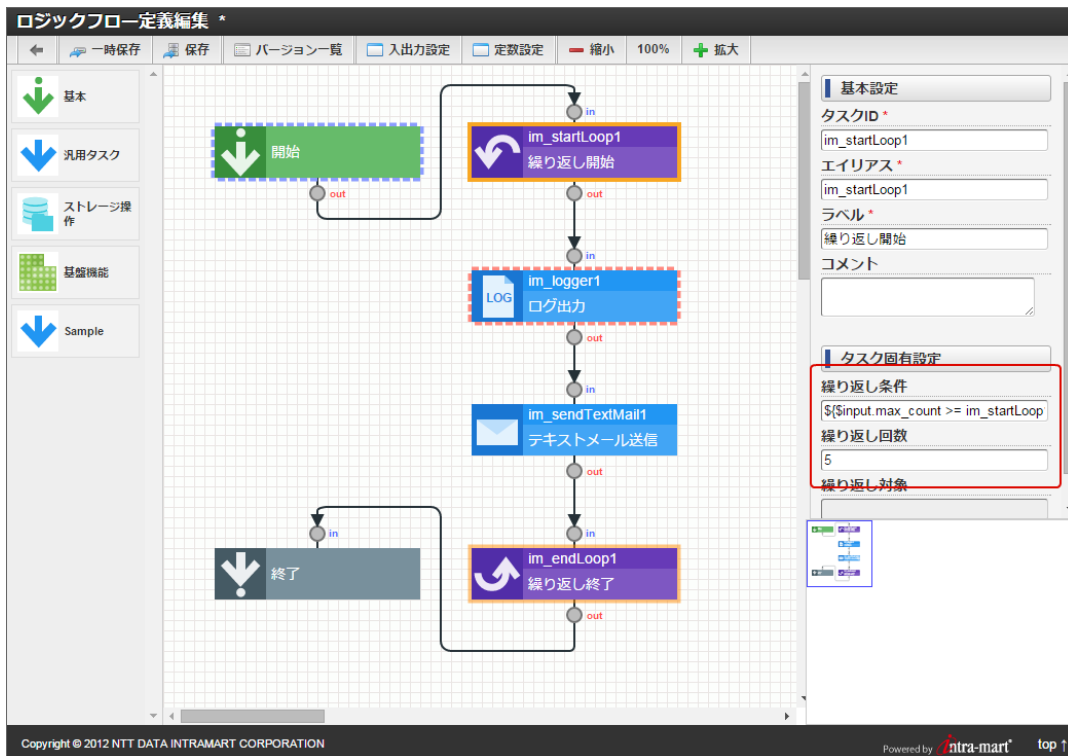 ロジックフロー定義編集 *
一時保存
保存
バージョン一覧
入出力設定
定数設定
縮小
100%
拡大
基本
汎用タスク
ストレージ操
作
基盤機能
Sample
in
開始
out
im_startLoop1
繰り返し開始
out
in
LOG
im_logger1
ログ出力
out
in
im_sendTextMail1
テキストメール送信
out
in
in
終了
im_endLoop1
繰り返し終了
out
基本設定
タスクID *
im_startLoop1
エイリアス *
im_startLoop1
ラベル *
繰り返し開始
コメント
タスク固有設定
繰り返し条件
${$input.max_count >= im_startLoop
繰り返し回数
5
繰り返し対象
Copyright © 2012 NTT DATA INTRAMART CORPORATION
Powered by intra-mart
top ↑